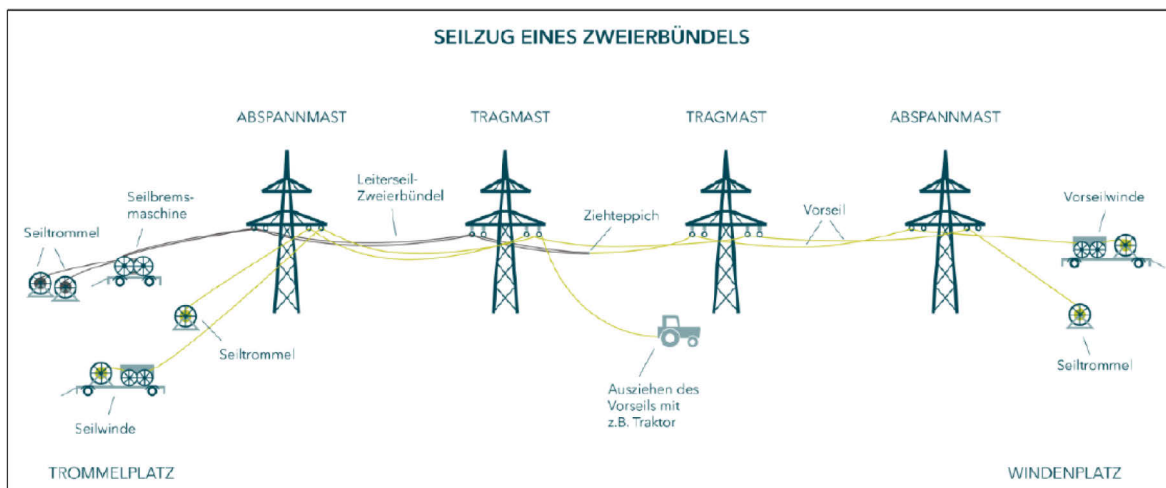 SEILZUG EINES ZWEIERBÜNDELS
ABSPANNMAST
TRAGMAST
TRAGMAST
ABSPANNMAST
Leiterseil-
Zweierbündel
Seilbrems-
maschine
Ziehteppich
Vorseil
Vorseilwinde
Seiltrommel
Seiltrommel
Seiltrommel
Ausziehen des
Vorseils mit
z.B. Traktor
Seilwinde
TROMMELPLATZ
WINDENPLATZ